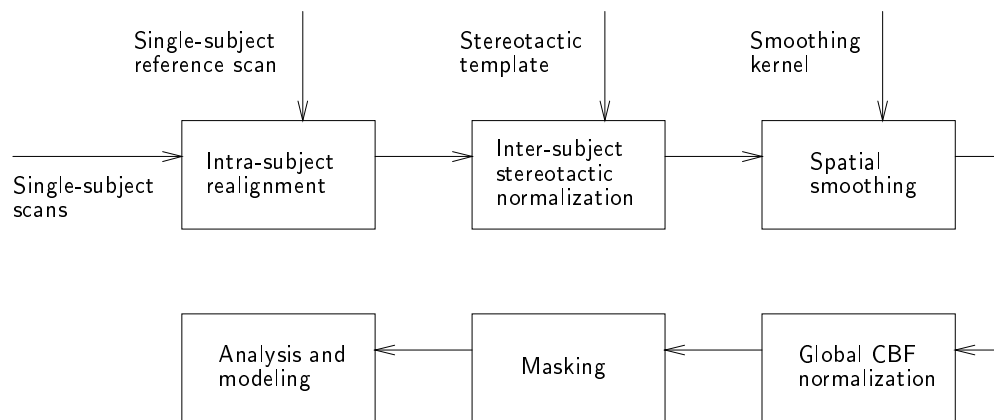 Single-subject
reference scan
Stereotactic
template
Smoothing
kernel
Single-subject
scans
Intra-subject
realignment
Inter-subject
stereotactic
normalization
Spatial
smoothing
Analysis and
modeling
Masking
Global CBF
normalization